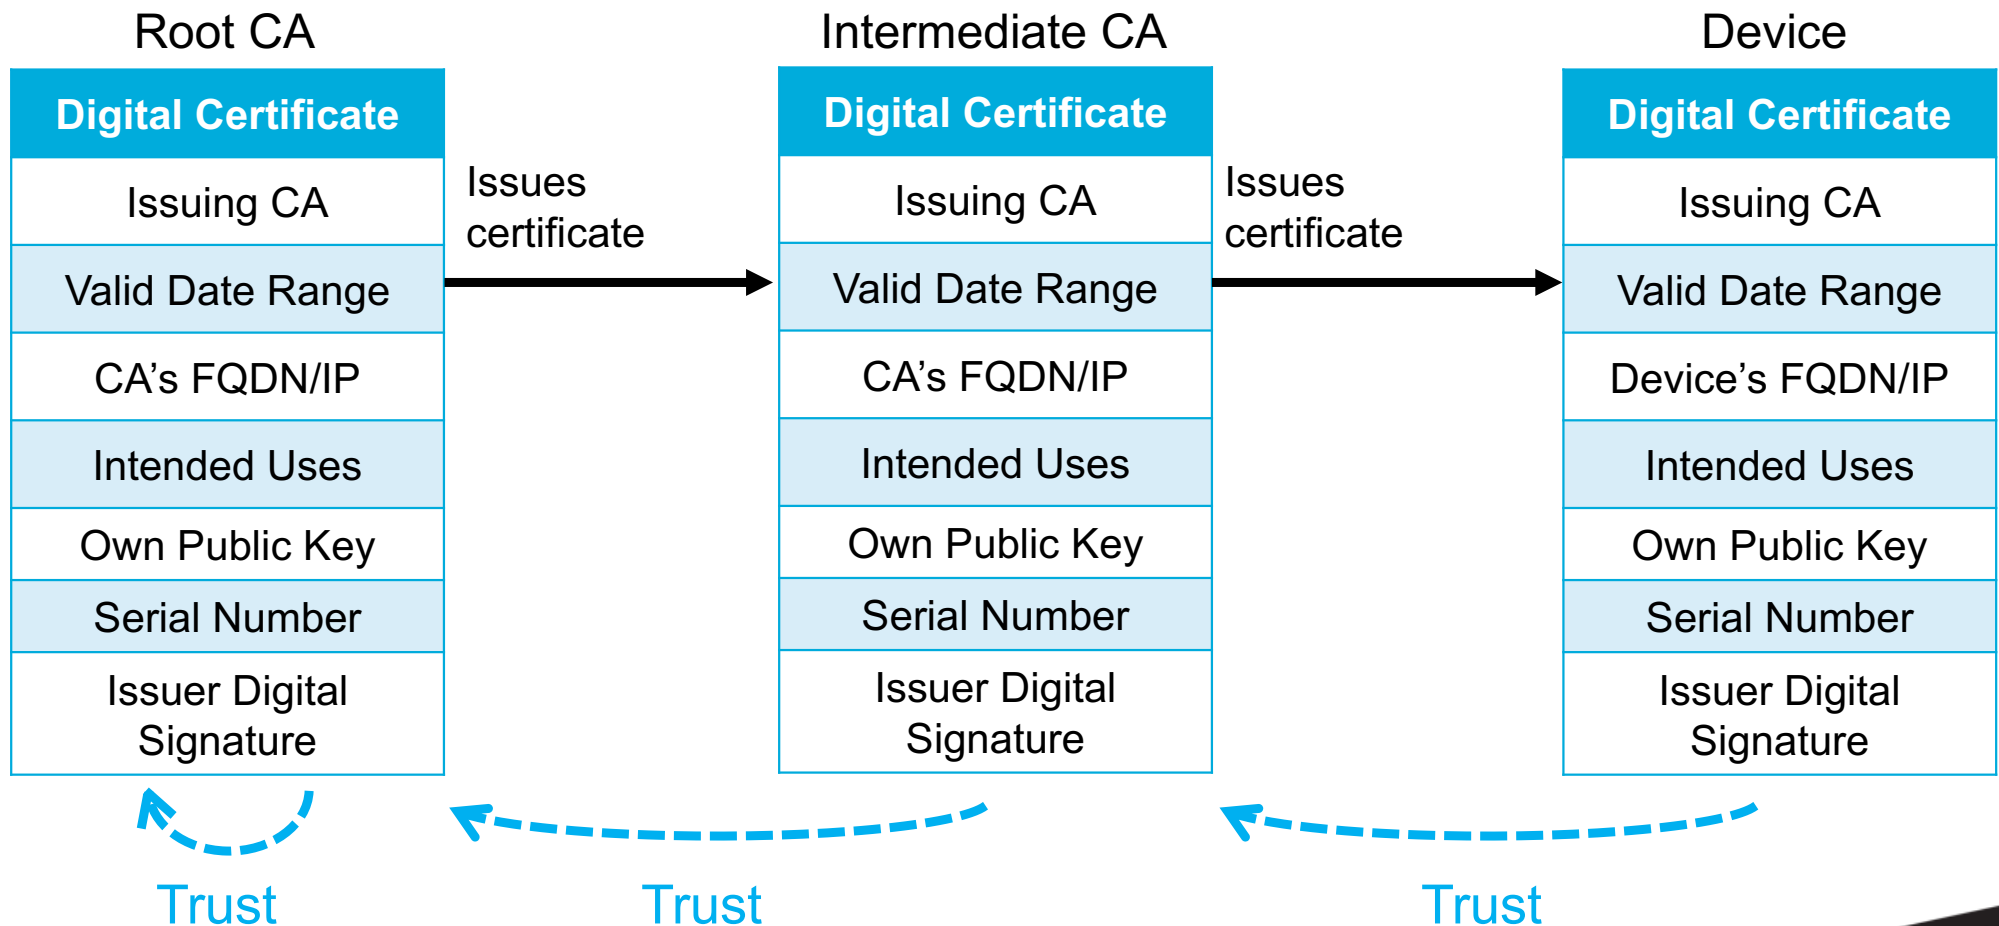 Root CA
Digital Certificate
Issuing CA
Valid Date Range
CA’s FQDN/IP
Intended Uses
Own Public Key
Serial Number
Issuer Digital
Signature
Issues
certificate
Intermediate CA
Digital Certificate
Issuing CA
Valid Date Range
CA’s FQDN/IP
Intended Uses
Own Public Key
Serial Number
Issuer Digital
Signature
Issues
certificate
Device
Digital Certificate
Issuing CA
Valid Date Range
Device’s FQDN/IP
Intended Uses
Own Public Key
Serial Number
Issuer Digital
Signature
Trust
Trust
Trust